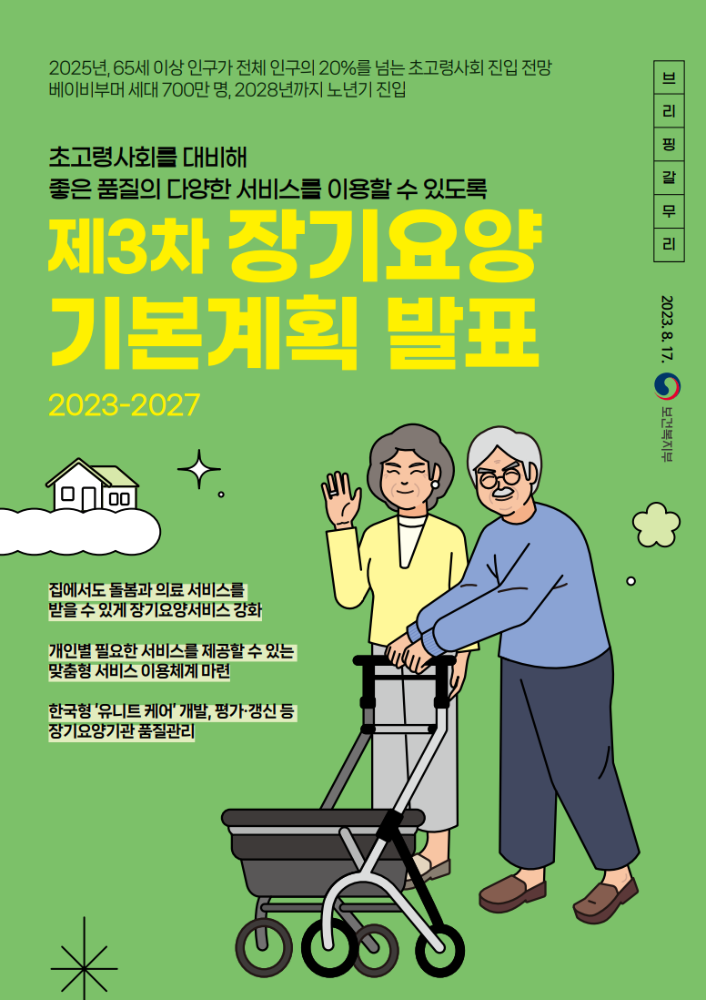 2025년, 65세 이상 인구가 전체 인구의 20%를 넘는 초고령사회 진입 전망
베이비부머 세대 700만 명, 2028년까지 노년기 진입
초고령사회를 대비해
좋은 품질의 다양한 서비스를 이용할 수 있도록
제3차 장기요양
기본계획 발표
2023-2027
집에서도 돌봄과 의료 서비스를
받을 수 있게 장기요양서비스 강화
개인별 필요한 서비스를 제공할 수 있는
맞춤형 서비스 이용체계 마련
한국형 '유니트 케어' 개발, 평가·갱신 등
장기요양기관 품질관리
브리핑갈무리
2023. 8. 17.
보건복지부